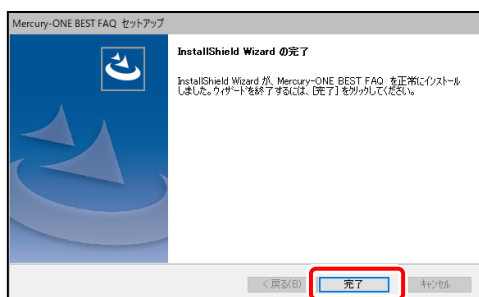 Mercury-ONE BEST FAQ セットアップ
InstallShield Wizard の完了
InstallShield Wizard が、Mercury-ONE BEST FAQ を正常にインストール
しました。ウィザードを終了するには、[完了] をクリックしてください。
< 戻る(B)
完了
キャンセル